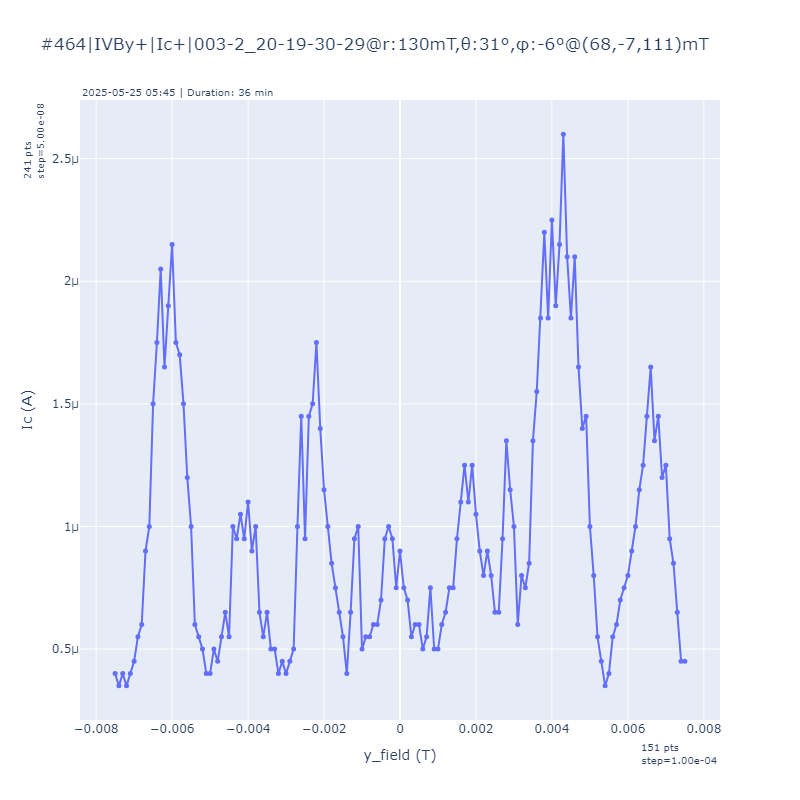 #464|IVBy+|Ic+|003-2_20-19-30-29@r:130mT,θ:31°,φ:-6°@(68,-7,111)mT
2025-05-25 05:45 | Duration: 36 min
241 pts
step=5.00e-08
2.5μ
2μ
1.5μ
1μ
0.5μ
Ic (A)
−0.008
−0.006
−0.004
−0.002
0
0.002
0.004
0.006
0.008
y_field (T)
151 pts
step=1.00e-04